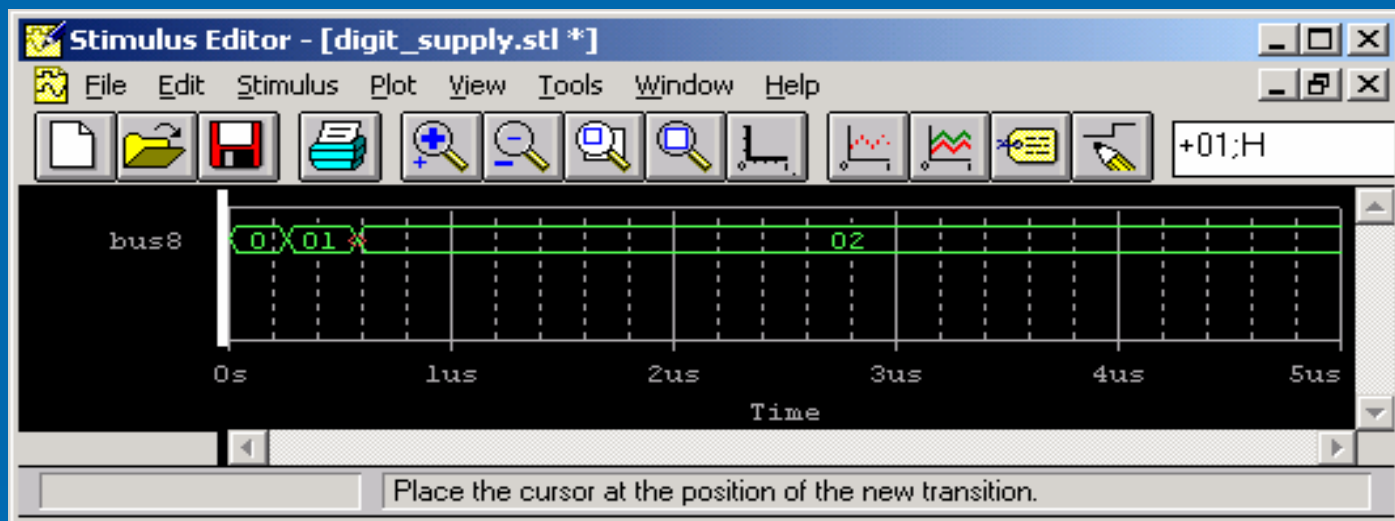 Stimulus Editor - [digit_supply.stl *]
File Edit Stimulus Plot View Tools Window Help
+01;H
bus8 0 01 02
0s 1us 2us 3us 4us 5us
Time
Place the cursor at the position of the new transition.